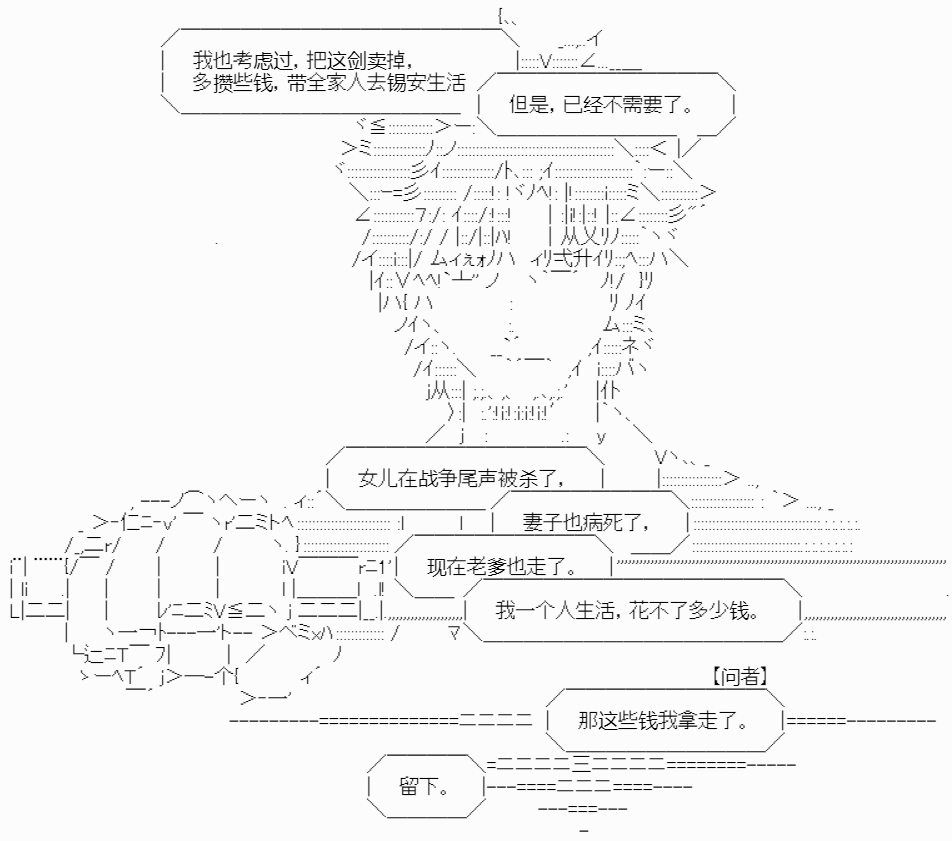 我也考虑过，把这剑卖掉，
多攒些钱，带全家人去锡安生活
但是，已经不需要了。
女儿在战争尾声被杀了，
妻子也病死了，
现在老爹也走了。
我一个人生活，花不了多少钱。
【问者】
那这些钱我拿走了。
留下。